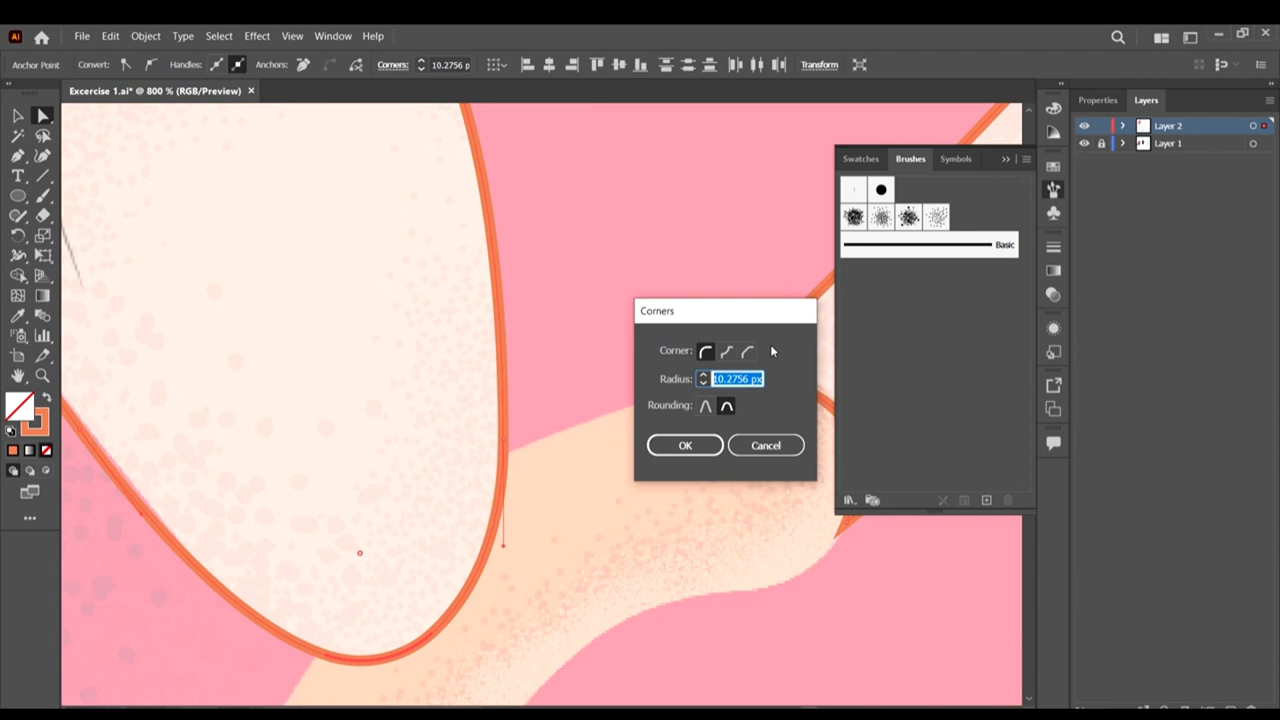 Ai File Edit Object Type Select Effect View Window Help
Anchor Point Convert: Handles: Anchors: Corners: 10.2756 p Transform
Excercise 1.ai* @ 800 % (RGB/Preview) ×
Properties Layers
Layer 2
Layer 1
Swatches Brushes Symbols
Basic
Corners
Corner:
Radius: 10.2756 px
Rounding:
OK Cancel